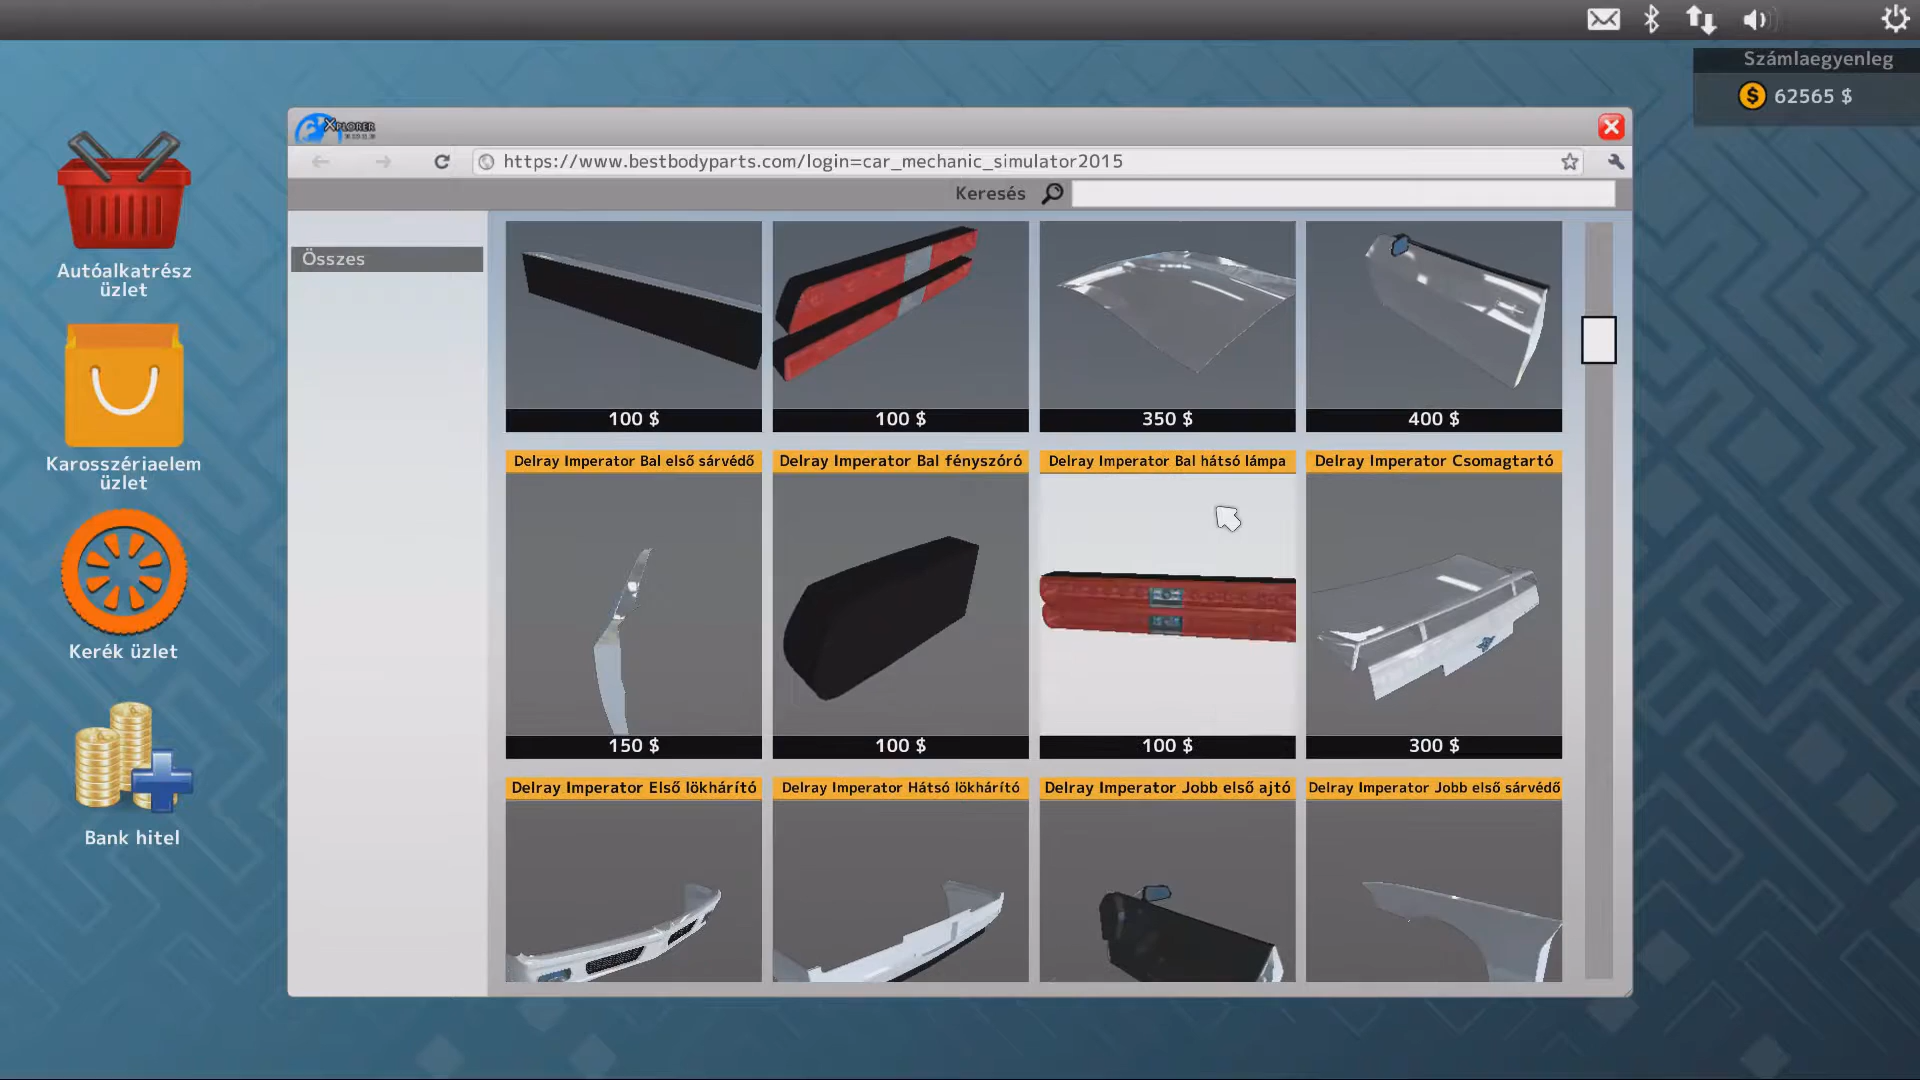 Számlaegyenleg
62565 $
XPLORER
https://www.bestbodyparts.com/login=car_mechanic_simulator2015
Keresés
Összes
Autóalkatrész
üzlet
Karosszériaelem
üzlet
Kerék üzlet
Bank hitel
100 $
100 $
350 $
400 $
Delray Imperator Bal első sárvédő
Delray Imperator Bal fényszóró
Delray Imperator Bal hátsó lámpa
Delray Imperator Csomagtartó
150 $
100 $
100 $
300 $
Delray Imperator Első lökhárító
Delray Imperator Hátsó lökhárító
Delray Imperator Jobb első ajtó
Delray Imperator Jobb első sárvédő